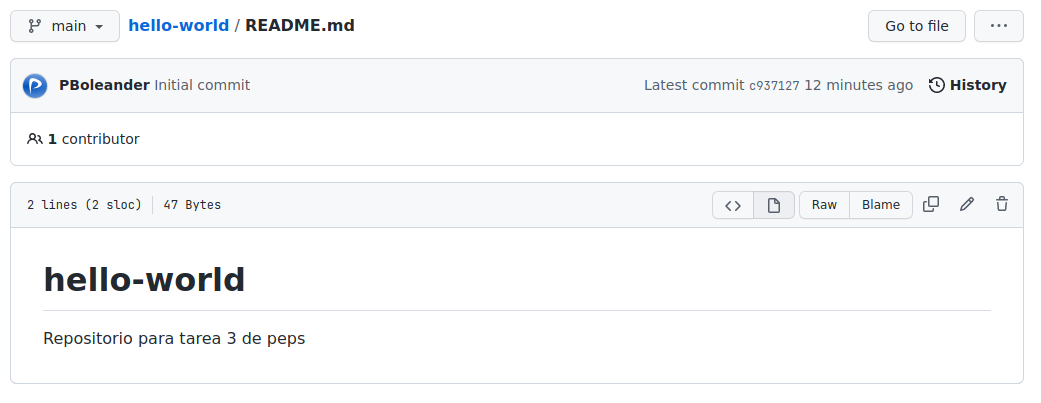 main hello-world / README.md Go to file ...
PBoleander Initial commit Latest commit c937127 12 minutes ago History
1 contributor
2 lines (2 sloc) 47 Bytes <> Raw Blame
hello-world
Repositorio para tarea 3 de peps